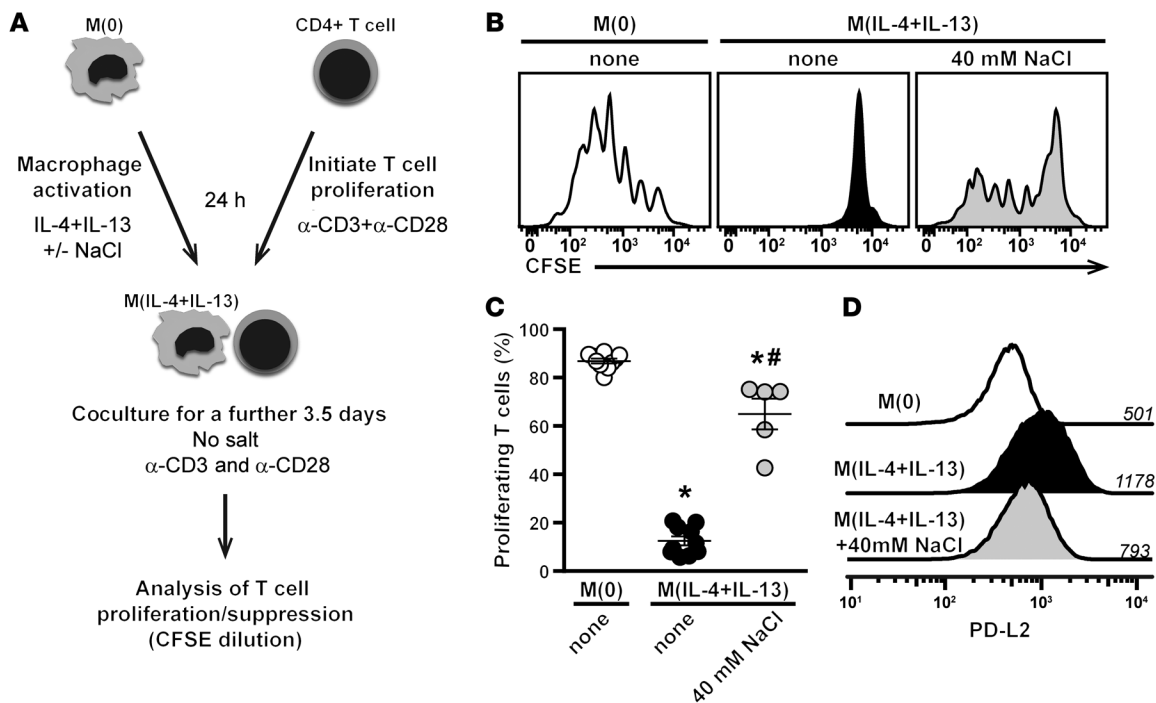 A
M(0)
CD4+ T cell
Macrophage
activation
IL-4+IL-13
+/- NaCl
24 h
Initiate T cell
proliferation
α-CD3+α-CD28
M(IL-4+IL-13)
Coculture for a further 3.5 days
No salt
α-CD3 and α-CD28
Analysis of T cell
proliferation/suppression
(CFSE dilution)
B
M(0)
M(IL-4+IL-13)
none
none
40 mM NaCl
0 10² 10³ 10⁴
0 10² 10³ 10⁴
0 10² 10³ 10⁴
CFSE
C
Proliferating T cells (%)
100
80
60
40
20
0
*
*#
M(0)
M(IL-4+IL-13)
none
none
40 mM NaCl
D
M(0)
501
M(IL-4+IL-13)
1178
M(IL-4+IL-13)
+40mM NaCl
793
10¹ 10² 10³ 10⁴
PD-L2